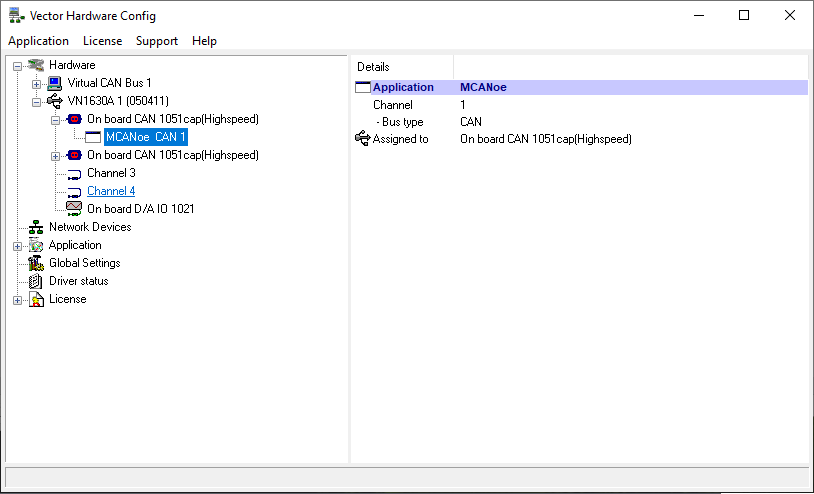 Vector Hardware Config
Application License Support Help
Hardware
Virtual CAN Bus 1
VN1630A 1 (050411)
On board CAN 1051cap(Highspeed)
MCANoe CAN 1
On board CAN 1051cap(Highspeed)
Channel 3
Channel 4
On board D/A IO 1021
Network Devices
Application
Global Settings
Driver status
License
Details
Application MCANoe
Channel 1
- Bus type CAN
Assigned to On board CAN 1051cap(Highspeed)